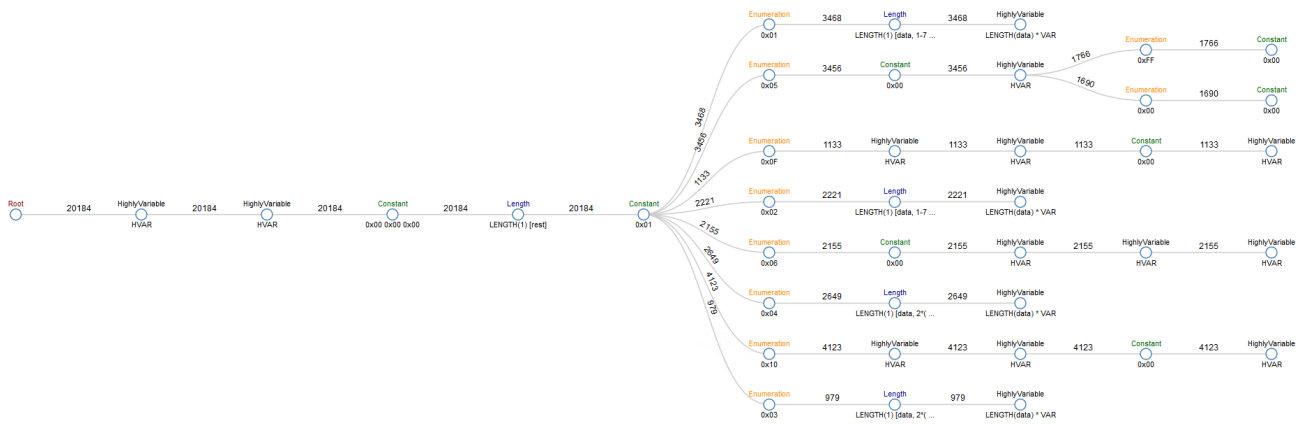 Enumeration 3468 Length 3468 HighlyVariable
0x01 LENGTH(1) [data, 1-7 ... LENGTH(data) * VAR
Enumeration 1766 Constant
1766 0xFF 0x00
Enumeration 3456 Constant 3456 HighlyVariable
0x05 0x00 HVAR
1690 Enumeration 1690 Constant
0x00 0x00
3468
3456
Enumeration 1133 HighlyVariable 1133 HighlyVariable 1133 Constant 1133 HighlyVariable
0x0F HVAR HVAR 0x00 HVAR
1133
Enumeration 2221 Length 2221 HighlyVariable
0x02 LENGTH(1) [data, 1-7 ... LENGTH(data) * VAR
2221
Root 20184 HighlyVariable 20184 HighlyVariable 20184 Constant 20184 Length 20184 Constant
HVAR HVAR 0x00 0x00 0x00 LENGTH(1) [rest] 0x01
2155
Enumeration 2155 Constant 2155 HighlyVariable 2155 HighlyVariable 2155 HighlyVariable
0x06 0x00 HVAR HVAR HVAR
2649
4123
979
Enumeration 2649 Length 2649 HighlyVariable
0x04 LENGTH(1) [data, 2*( ... LENGTH(data) * VAR
Enumeration 4123 HighlyVariable 4123 HighlyVariable 4123 Constant 4123 HighlyVariable
0x10 HVAR HVAR 0x00 HVAR
Enumeration 979 Length 979 HighlyVariable
0x03 LENGTH(1) [data, 2*( ... LENGTH(data) * VAR